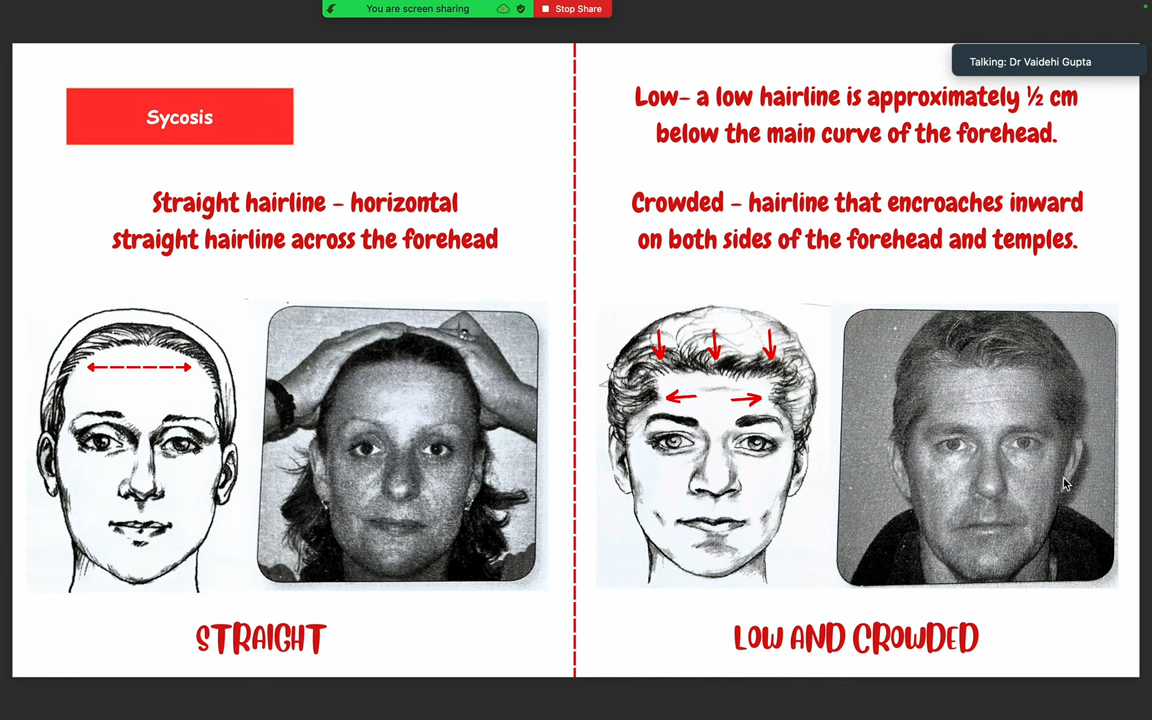 You are screen sharing
Stop Share
Talking: Dr Vaidehi Gupta
Sycosis
Straight hairline – horizontal
straight hairline across the forehead
STRAIGHT
Low– a low hairline is approximately ½ cm
below the main curve of the forehead.
Crowded – hairline that encroaches inward
on both sides of the forehead and temples.
LOW AND CROWDED